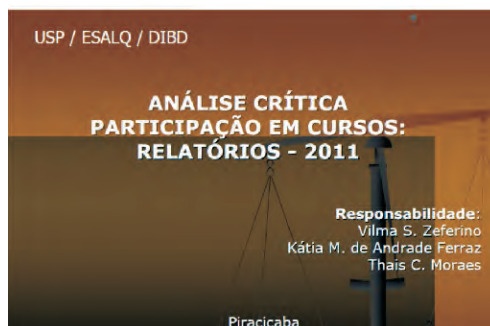 USP / ESALQ / DIBD
ANÁLISE CRÍTICA
PARTICIPAÇÃO EM CURSOS:
RELATÓRIOS - 2011
Responsabilidade:
Vilma S. Zeferino
Kátia M. de Andrade Ferraz
Thais C. Moraes
Piracicaba